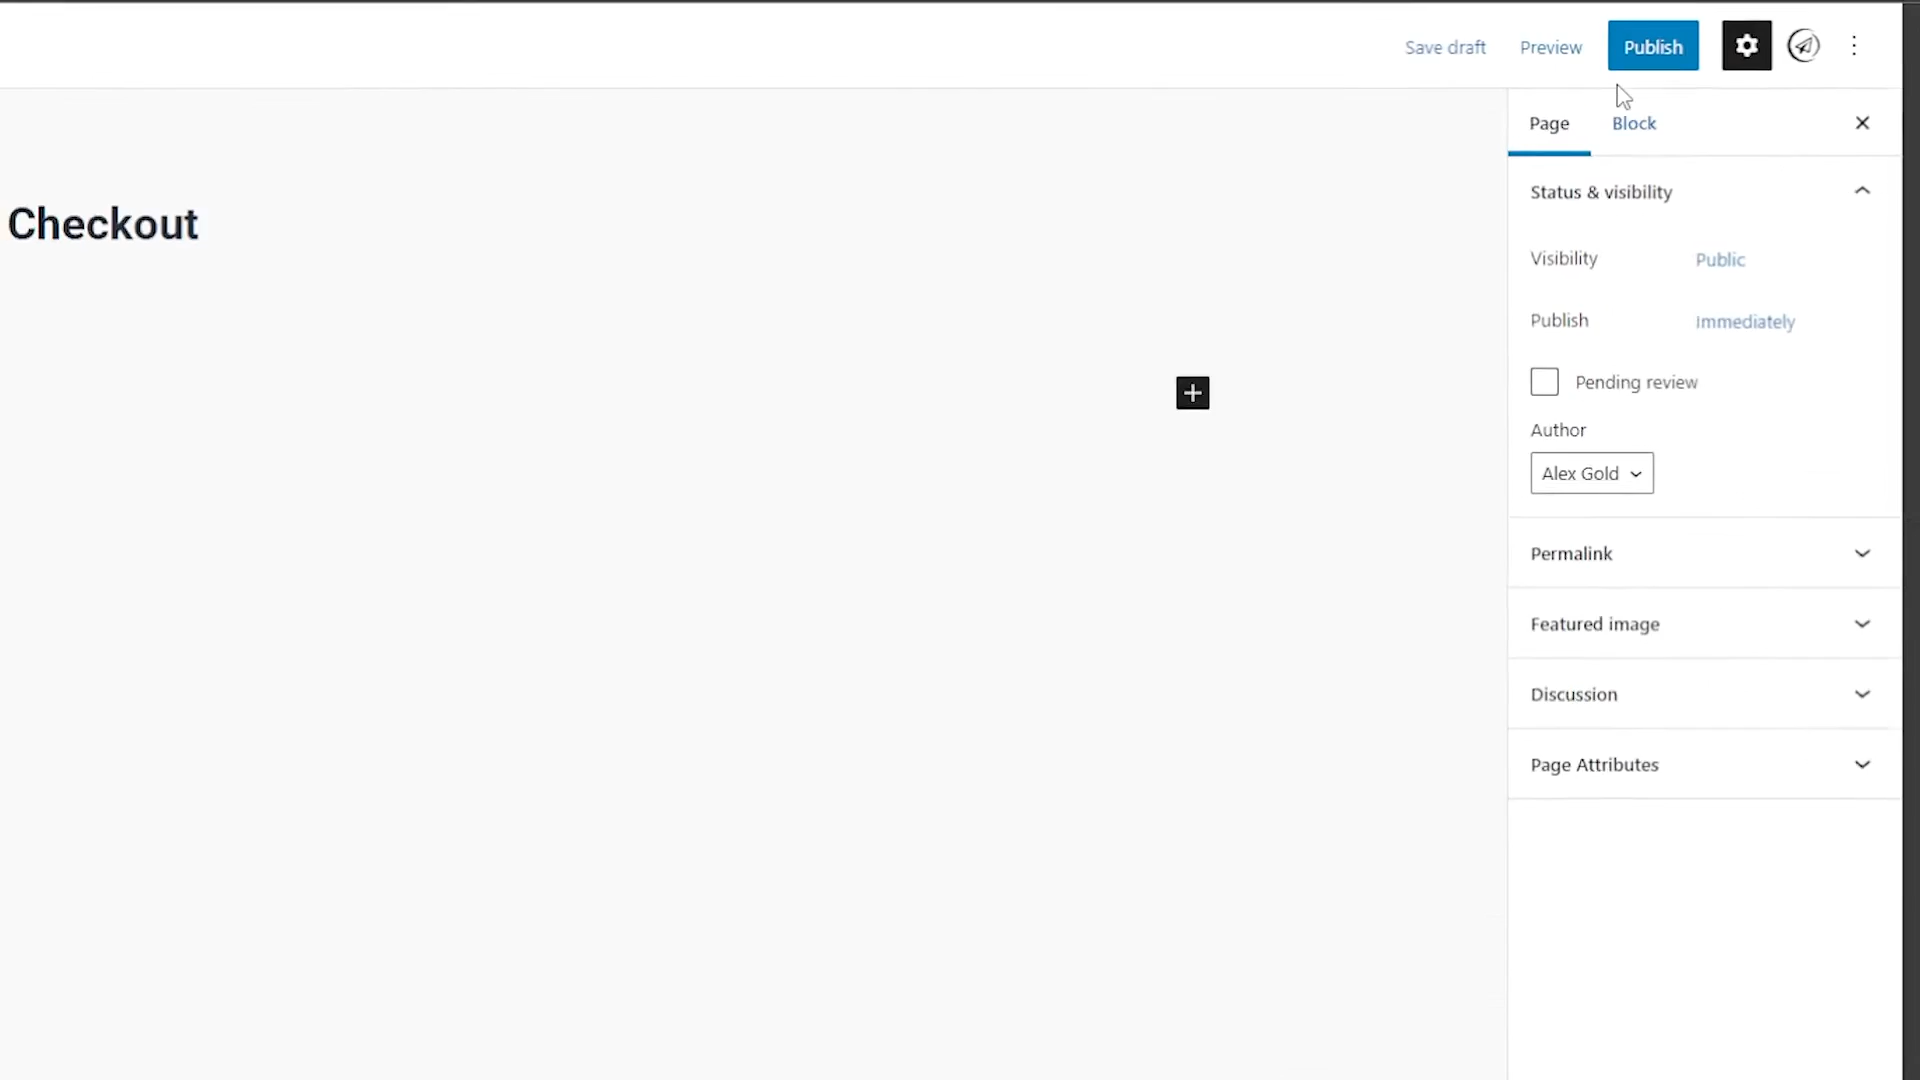 Save draft Preview Publish
Page Block
Status & visibility
Checkout
Visibility Public
Publish Immediately
Pending review
Author
Alex Gold
Permalink
Featured image
Discussion
Page Attributes